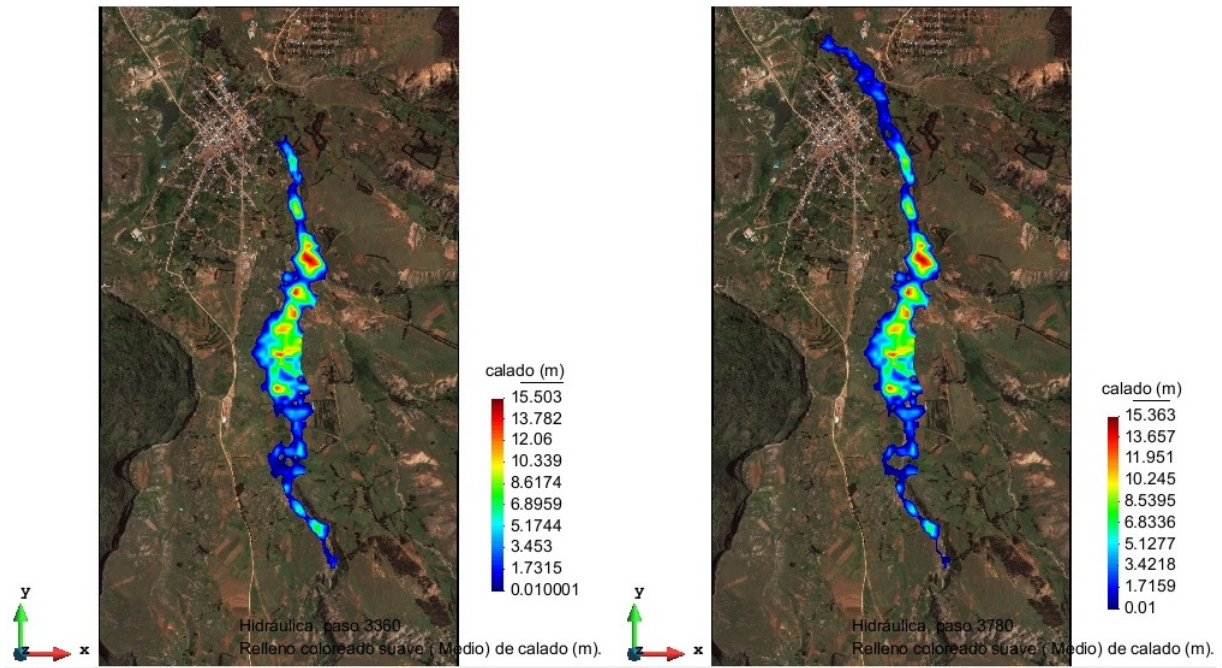 calado (m)
15.503
13.782
12.06
10.339
8.6174
6.8959
5.1744
3.453
1.7315
0.010001
y
z
x
Hidráulica, paso 3360
Relleno coloreado suave ( Medio) de calado (m).
calado (m)
15.363
13.657
11.951
10.245
8.5395
6.8336
5.1277
3.4218
1.7159
0.01
y
z
x
Hidráulica, paso 3780
Relleno coloreado suave ( Medio) de calado (m).